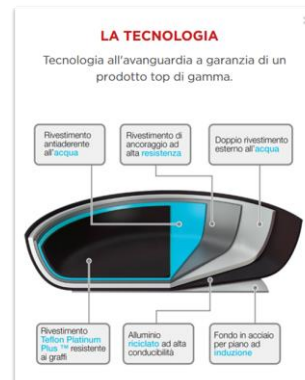 LA TECNOLOGIA
Tecnologia all'avanguardia a garanzia di un
prodotto top di gamma.
Rivestimento
antiaderente
all'acqua
Rivestimento di
ancoraggio ad
alta resistenza
Doppio rivestimento
esterno all'acqua
Rivestimento
Teflon Platinum
Plus ™ resistente
ai graffi
Alluminio
riciclato ad alta
conducibilità
Fondo in acciaio
per piano ad
induzione